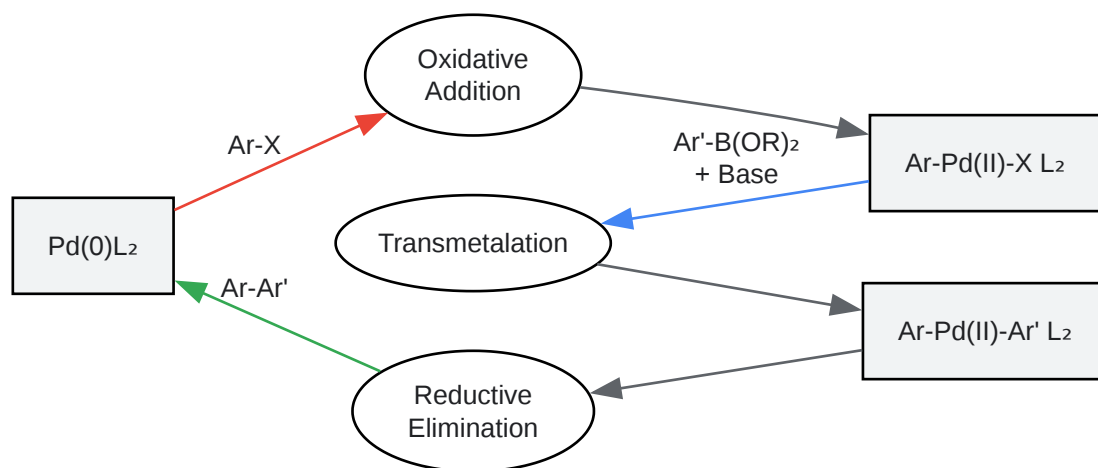 Oxidative
Addition
Ar-X
Ar'-B(OR)₂
+ Base
Ar-Pd(II)-X L₂
Pd(0)L₂
Transmetalation
Ar-Ar'
Ar-Pd(II)-Ar' L₂
Reductive
Elimination